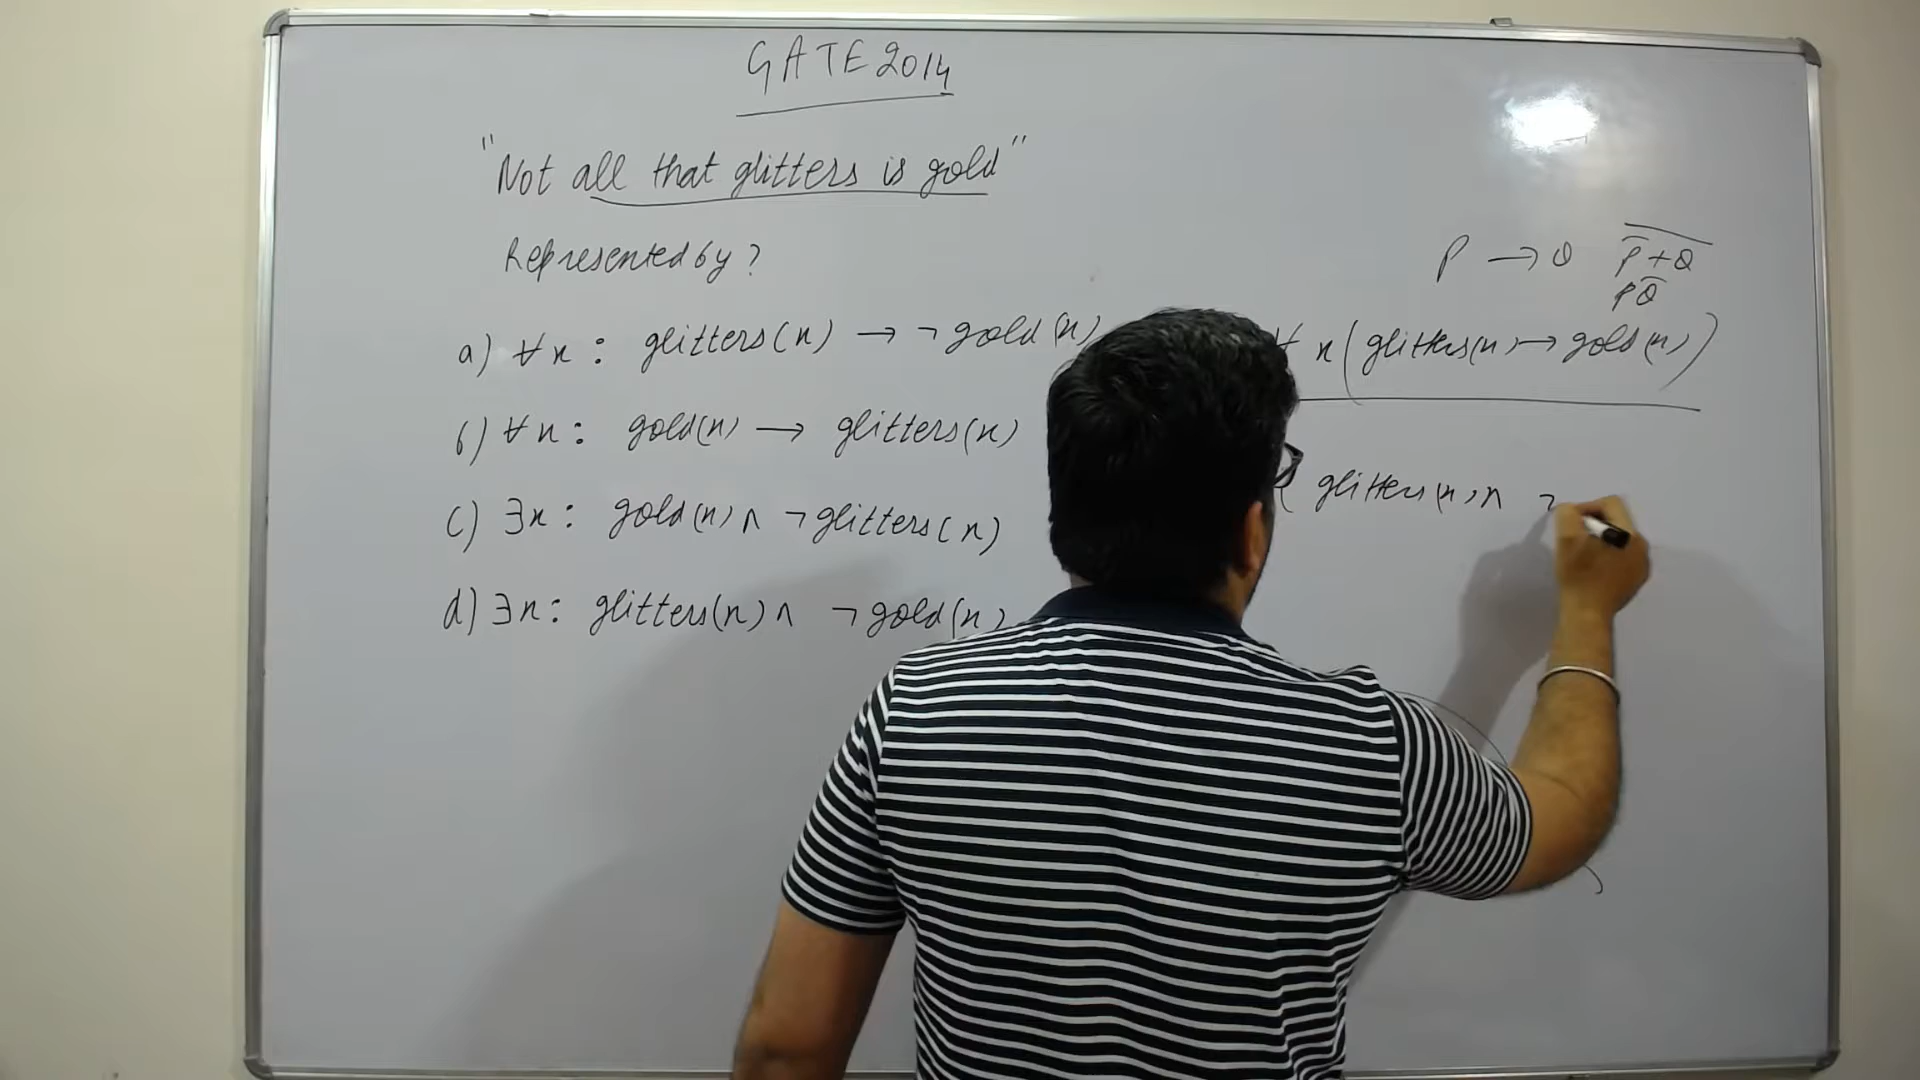 GATE 2014
"Not all that glitters is gold"
Represented by?
a) ∀x : glitters(x) → ¬gold(x)
b) ∀x : gold(x) → glitters(x)
c) ∃x : gold(x) ∧ ¬glitters(x)
d) ∃x : glitters(x) ∧ ¬gold(x)
P → Q P̅+Q
PQ̅
∀ x(glitters(x) → gold(x))
( glitters(x) ∧ ¬